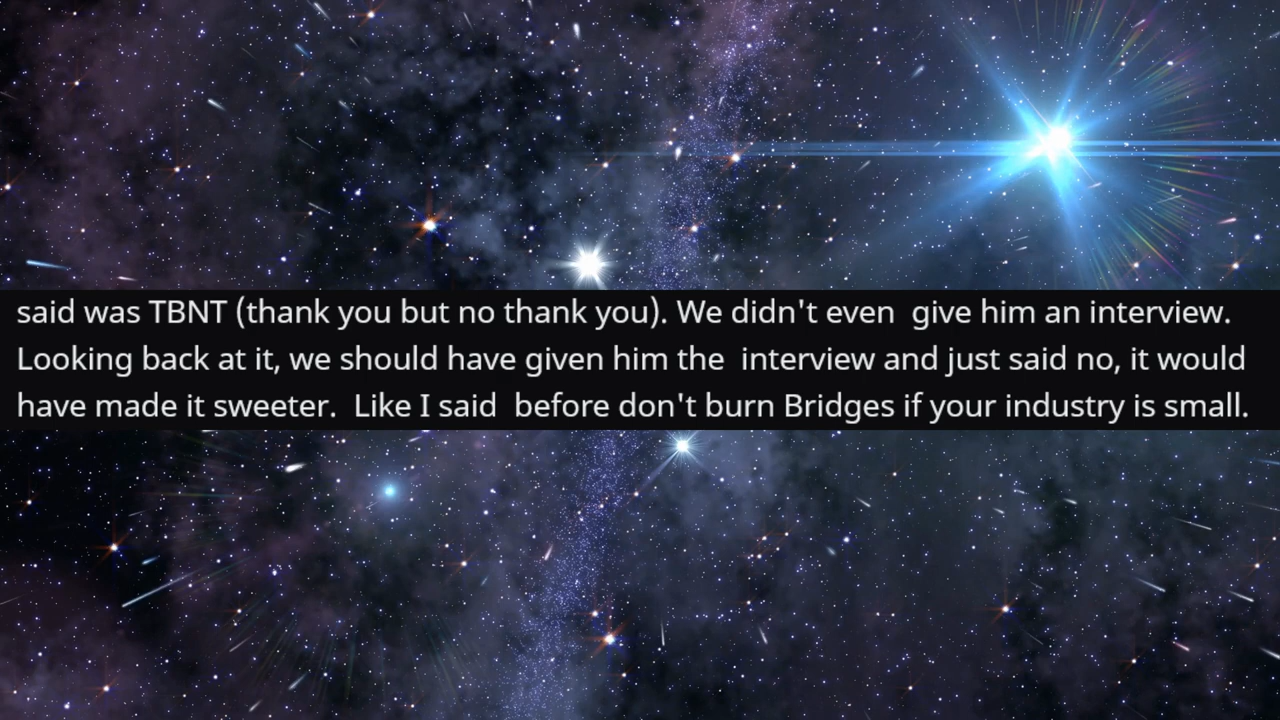 said was TBNT (thank you but no thank you). We didn't even  give him an interview.
Looking back at it, we should have given him the  interview and just said no, it would
have made it sweeter.  Like I said  before don't burn Bridges if your industry is small.